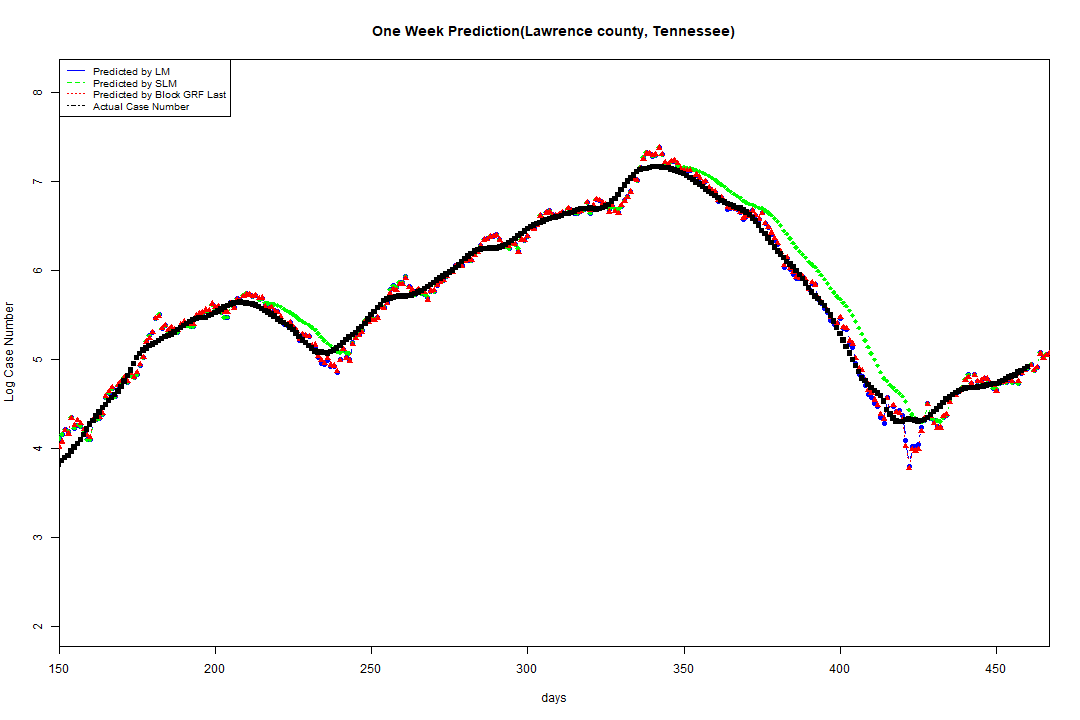 One Week Prediction(Lawrence county, Tennessee)
Predicted by LM
Predicted by SLM
Predicted by Block GRF Last
Actual Case Number
Log Case Number
8
7
6
5
4
3
2
150 200 250 300 350 400 450
days